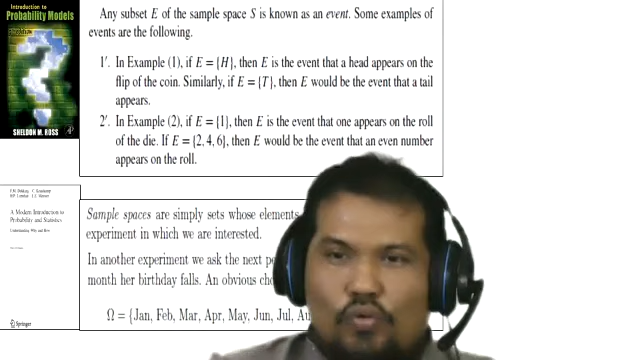 Introduction to
Probability Models
SHELDON M. ROSS
Any subset E of the sample space S is known as an event. Some examples of
events are the following.
1′. In Example (1), if E = {H}, then E is the event that a head appears on the
flip of the coin. Similarly, if E = {T}, then E would be the event that a tail
appears.
2′. In Example (2), if E = {1}, then E is the event that one appears on the roll
of the die. If E = {2, 4, 6}, then E would be the event that an even number
appears on the roll.
A Modern Introduction to
Probability and Statistics
Understanding Why and How
Springer
Sample spaces are simply sets whose elements
experiment in which we are interested.
In another experiment we ask the next
month her birthday falls. An obvious
Ω = {Jan, Feb, Mar, Apr, May, Jun, Jul,